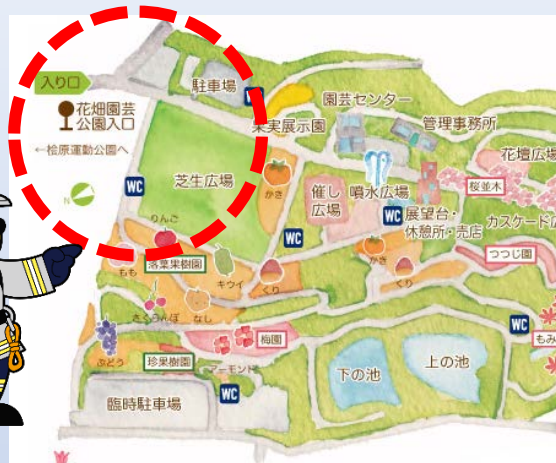 入り口
駐車場
WC
花畑園芸
公園入口
←桧原運動公園へ
N
WC
芝生広場
果実展示園
園芸センター
管理事務所
花壇広場
桜並木
かき
催し
広場
噴水広場
WC
WC
展望台・
休憩所・売店
カスケード広
つつじ園
りんご
もも
落葉果樹園
キウイ
くり
かき
くり
さくらんぼ
なし
ぶどう
珍果樹園
梅園
アーモンド
WC
臨時駐車場
下の池
上の池
WC
もみ